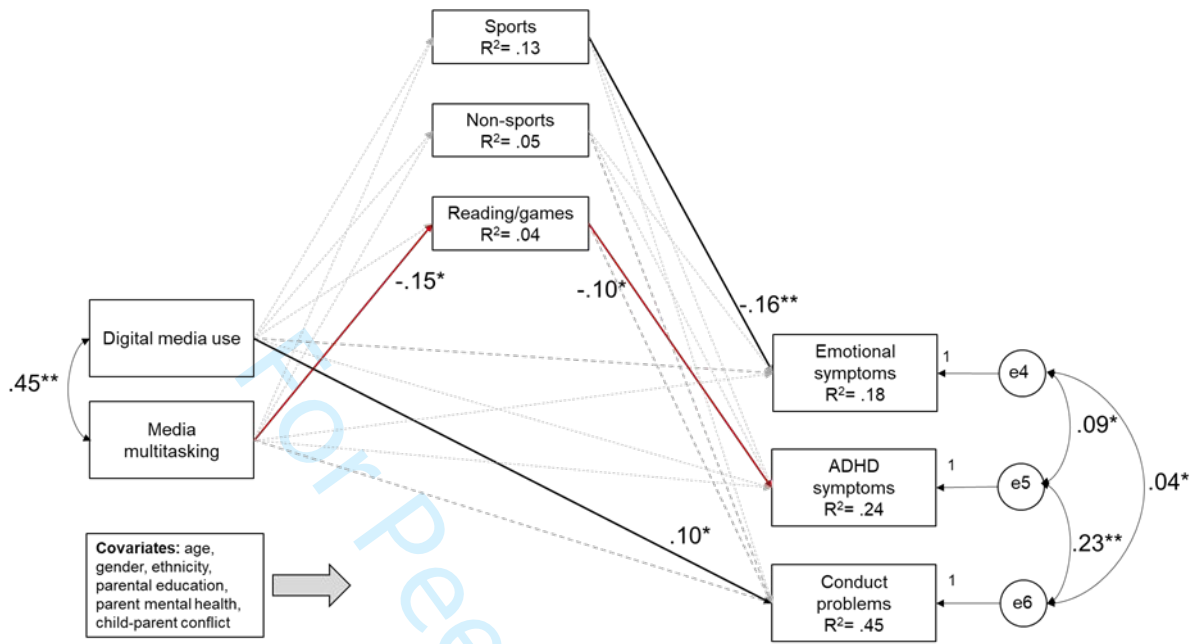 Sports
R²= .13
Non-sports
R²= .05
Reading/games
R²= .04
-.15*
-.10*
-.16**
Digital media use
.45**
Media
multitasking
Emotional
symptoms
R²= .18
1
e4
.09*
ADHD
symptoms
R²= .24
1
e5
.04*
.23**
.10*
Conduct
problems
R²= .45
1
e6
Covariates: age,
gender, ethnicity,
parental education,
parent mental health,
child-parent conflict
For Pee